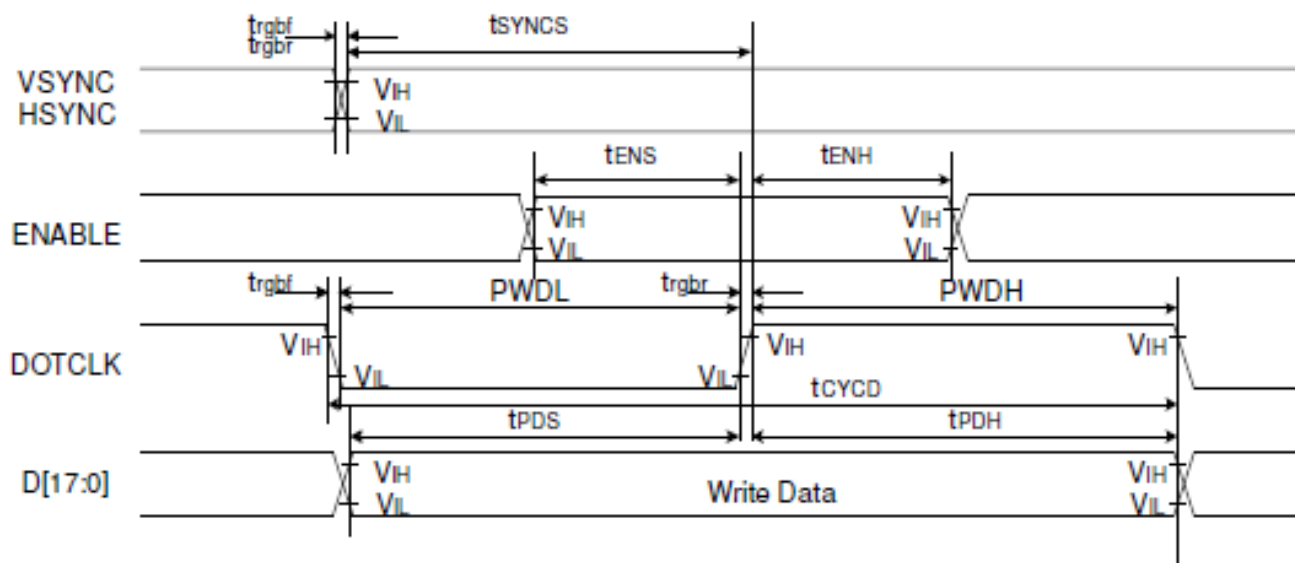 trgbf
trgbr
tSYNCS
VSYNC
HSYNC
VIH
VIL
tENS
tENH
ENABLE
VIH
VIL
VIH
VIL
trgbf
PWDL
trgbr
PWDH
DOTCLK
VIH
VIL
VIL
VIH
VIH
tCYCD
tPDS
tPDH
D[17:0]
VIH
VIL
Write Data
VIH
VIL